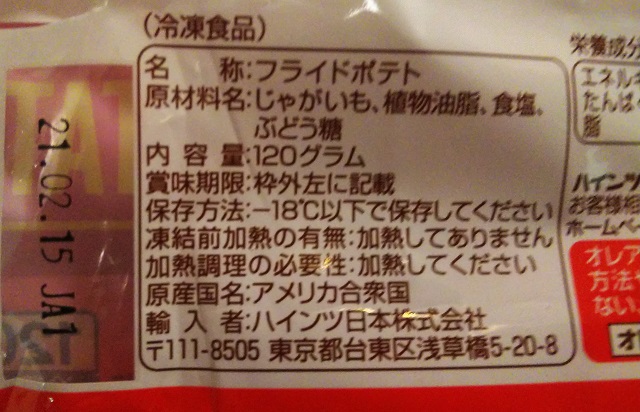 (冷凍食品)
名 称:フライドポテト
原材料名:じゃがいも、植物油脂、食塩、
ぶどう糖
内 容 量:120グラム
賞味期限:枠外左に記載
保存方法:−18℃以下で保存してください
凍結前加熱の有無:加熱してありません
加熱調理の必要性:加熱してください
原産国名:アメリカ合衆国
輸 入 者:ハインツ日本株式会社
〒111-8505 東京都台東区浅草橋5-20-8
21.02.15 JA1
栄養成分
エネル
たんぱ
脂
ハインツ
お客様相
ホームペー
オレア
方法
ない